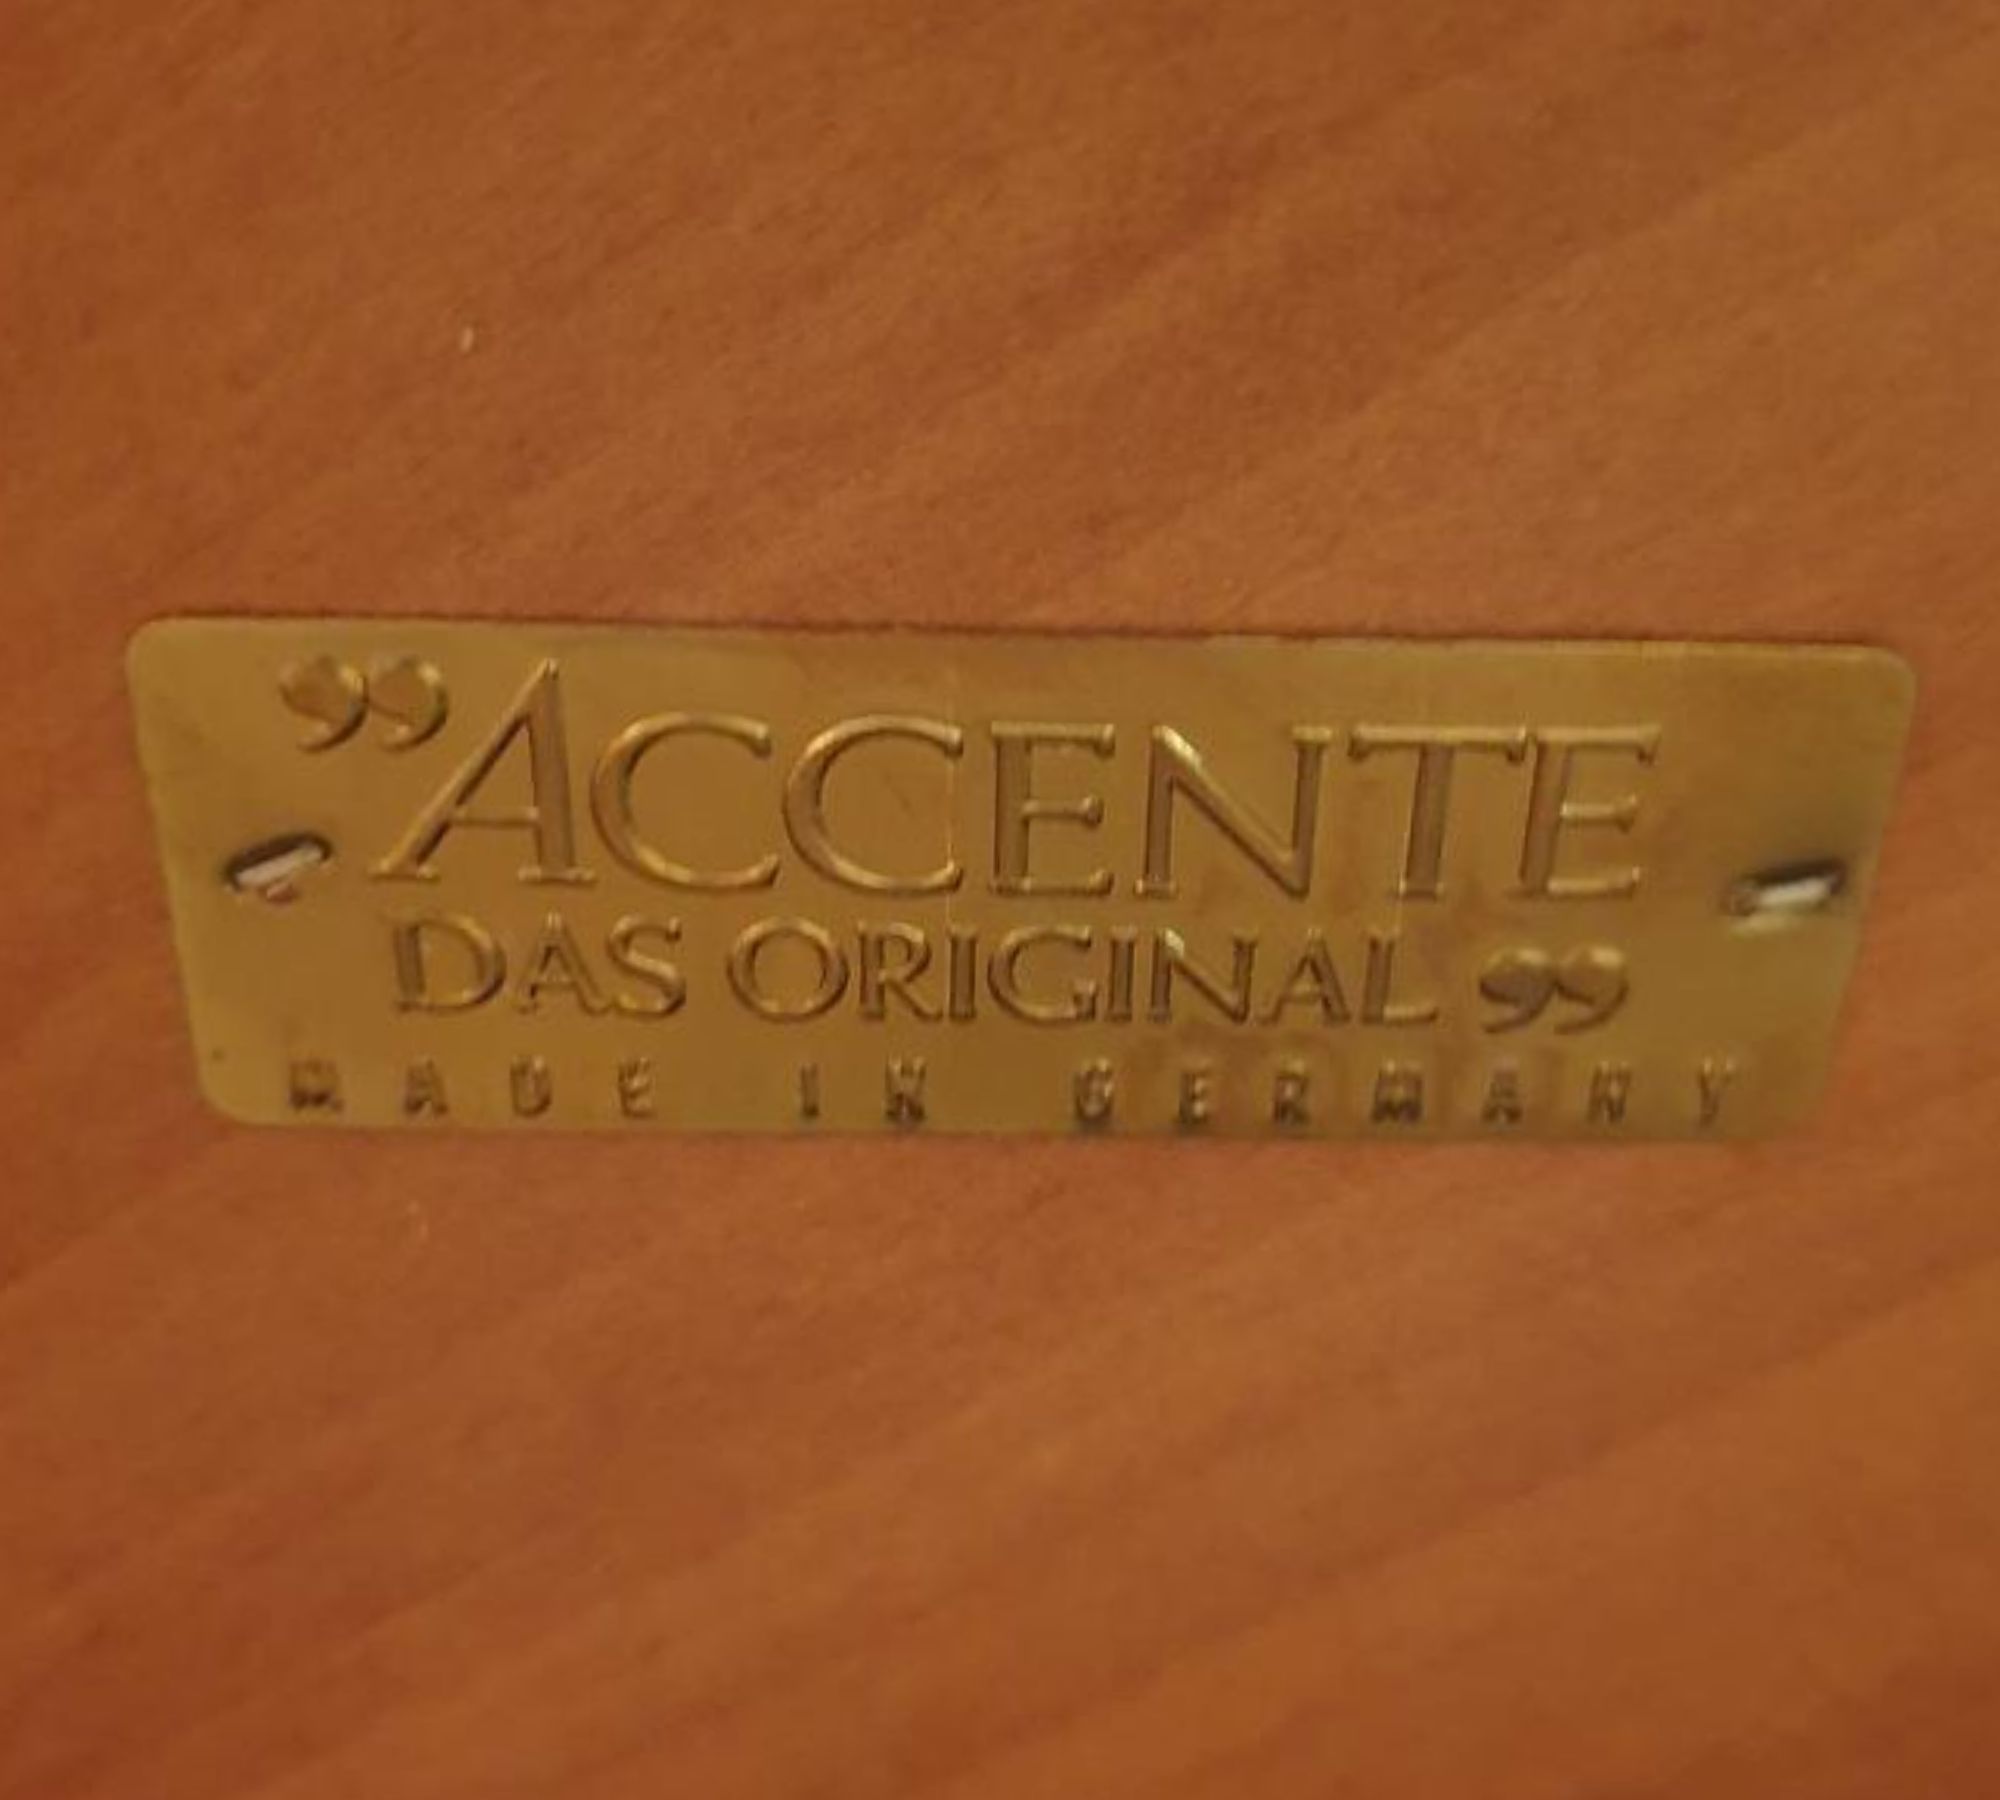 ”ACCENTE
DAS ORIGINAL”
MADE IN GERMANY